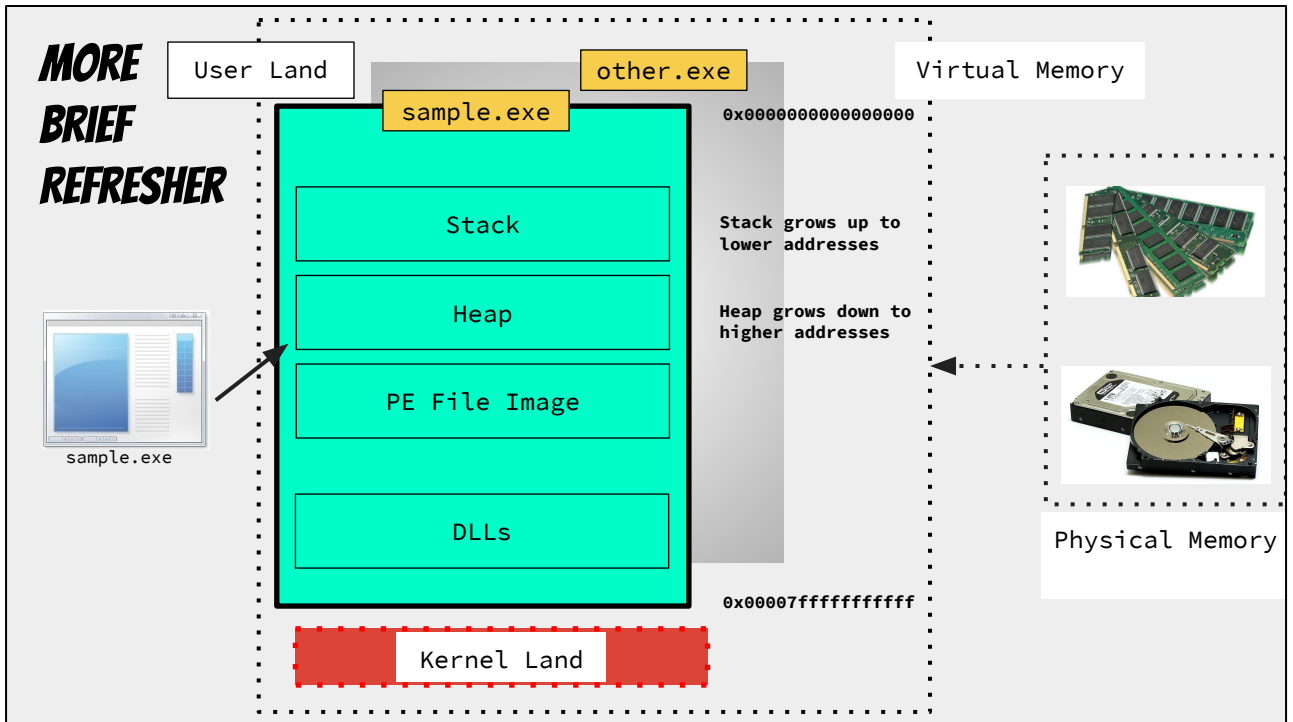 MORE
BRIEF
REFRESHER
User Land
other.exe
Virtual Memory
sample.exe
0x0000000000000000
Stack
Stack grows up to
lower addresses
Heap
Heap grows down to
higher addresses
PE File Image
sample.exe
DLLs
Physical Memory
0x00007fffffffffff
Kernel Land